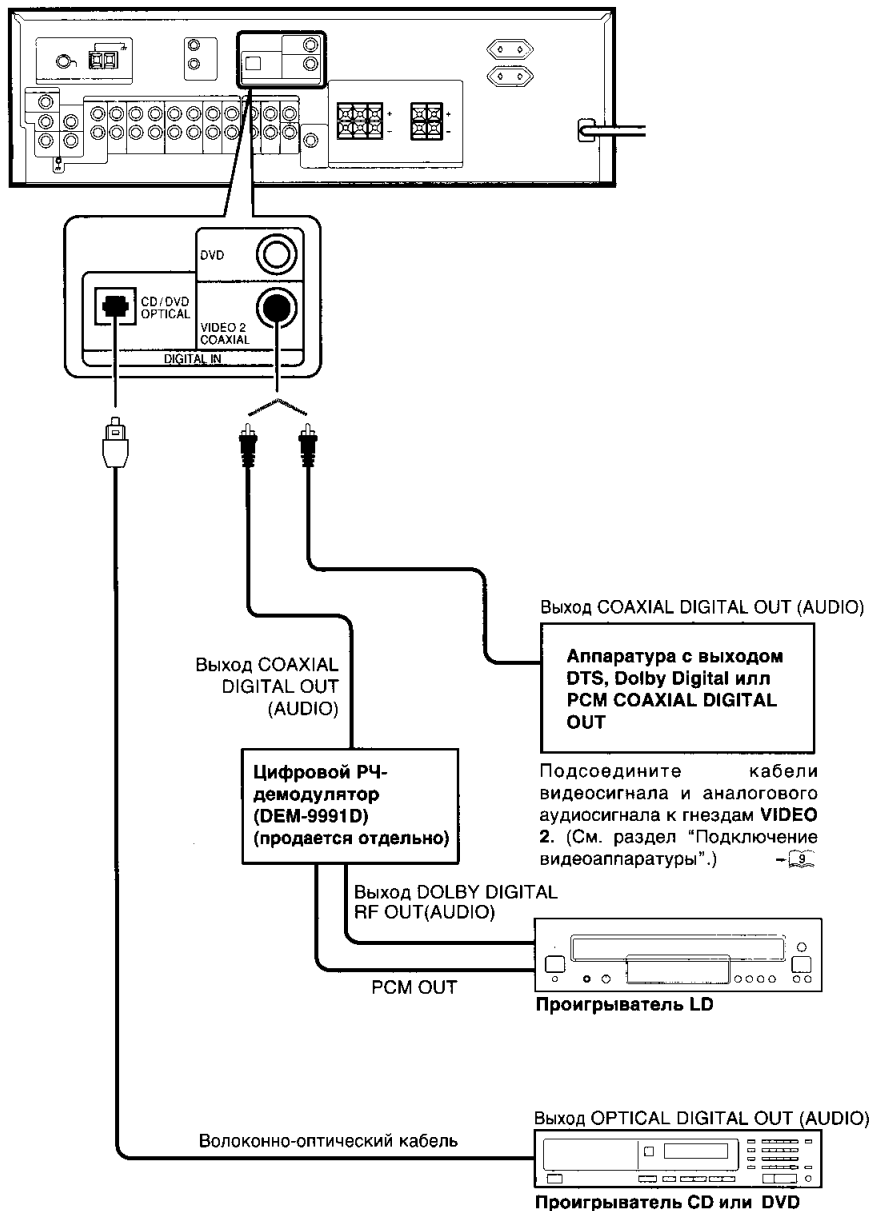 DVD
CD/DVD
OPTICAL
VIDEO 2
COAXIAL
DIGITAL IN
Выход COAXIAL DIGITAL OUT (AUDIO)
Аппаратура с выходом
DTS, Dolby Digital илл
PCM COAXIAL DIGITAL
OUT
Подсоедините кабели
видеосигнала и аналогового
аудиосигнала к гнездам VIDEO
2. (См. раздел “Подключение
видеоаппаратуры”.) →9
Выход COAXIAL
DIGITAL OUT
(AUDIO)
Цифровой РЧ-
демодулятор
(DEM-9991D)
(продается отдельно)
Выход DOLBY DIGITAL
RF OUT(AUDIO)
PCM OUT
Проигрыватель LD
Выход OPTICAL DIGITAL OUT (AUDIO)
Волоконно-оптический кабель
Проигрыватель CD или DVD